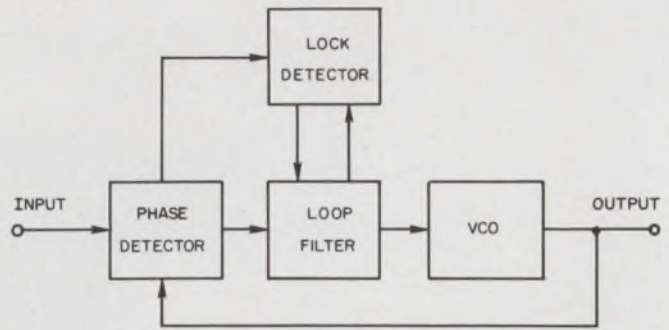 LOCK
DETECTOR
INPUT
PHASE
DETECTOR
LOOP
FILTER
VCO
OUTPUT